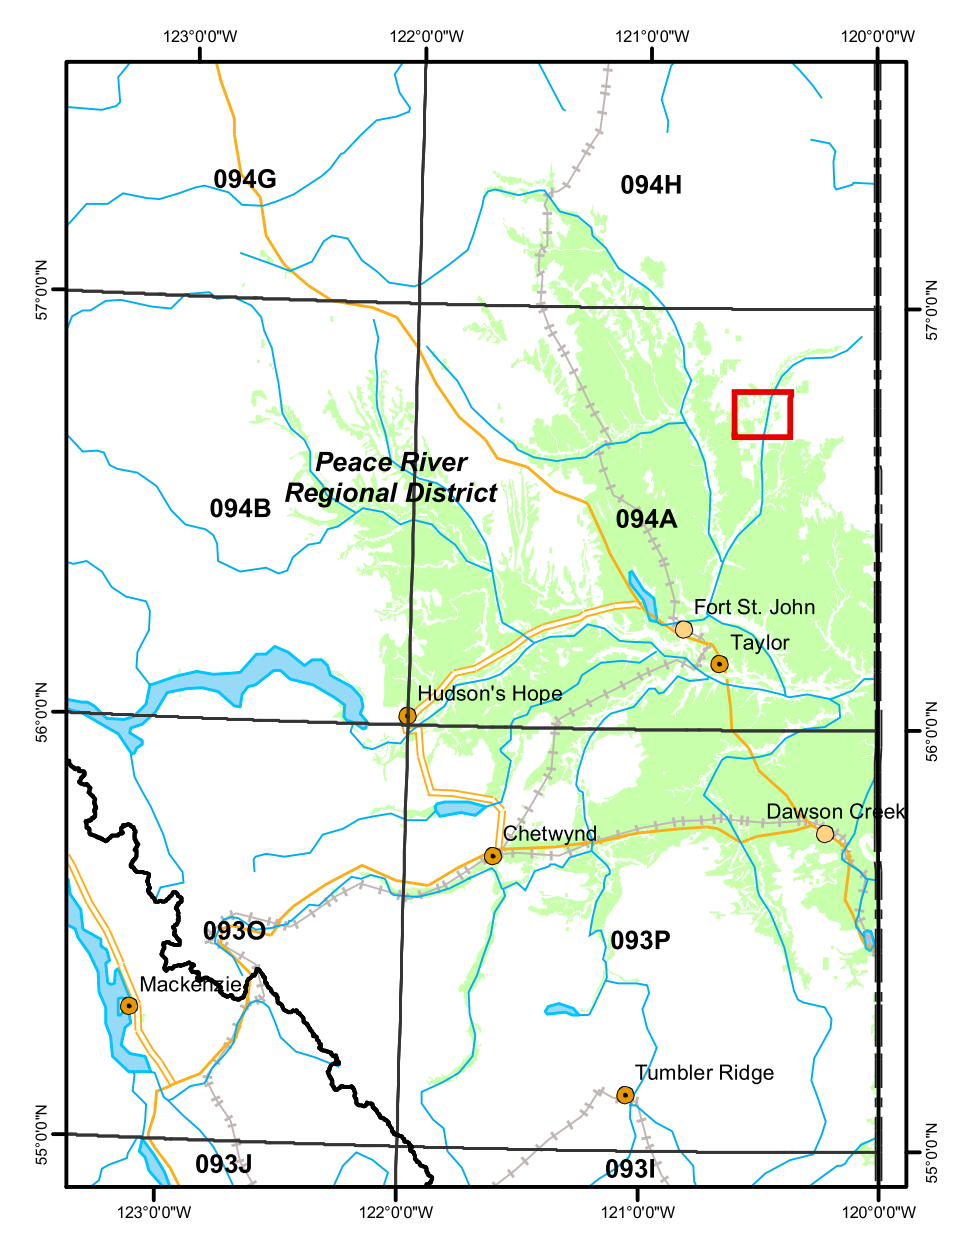 123°0'0"W
122°0'0"W
121°0'0"W
120°0'0"W
094G
094H
57°0'0"N
57°0'0"N
Peace River
Regional District
094B
094A
Fort St. John
Taylor
Hudson's Hope
56°0'0"N
56°0'0"N
Dawson Creek
Chetwynd
093O
093P
Mackenzie
Tumbler Ridge
55°0'0"N
55°0'0"N
093J
093I
123°0'0"W
122°0'0"W
121°0'0"W
120°0'0"W